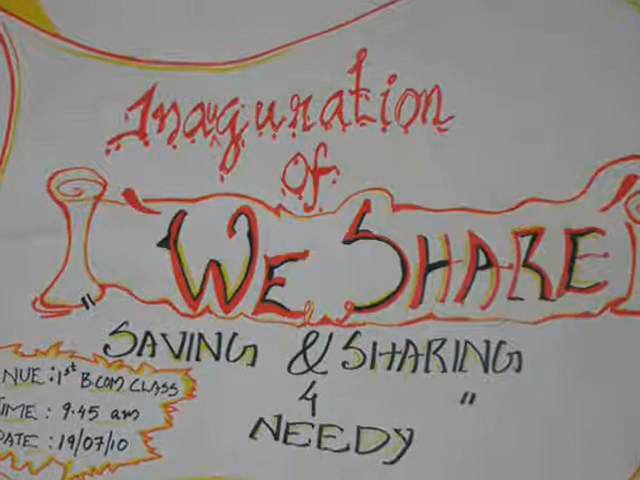 Inaguration
of
WE SHARE
SAVING & SHARING
4 "
NEEDY
NUE : 1st B.COM CLASS
TIME : 9.45 am
DATE : 19/07/10